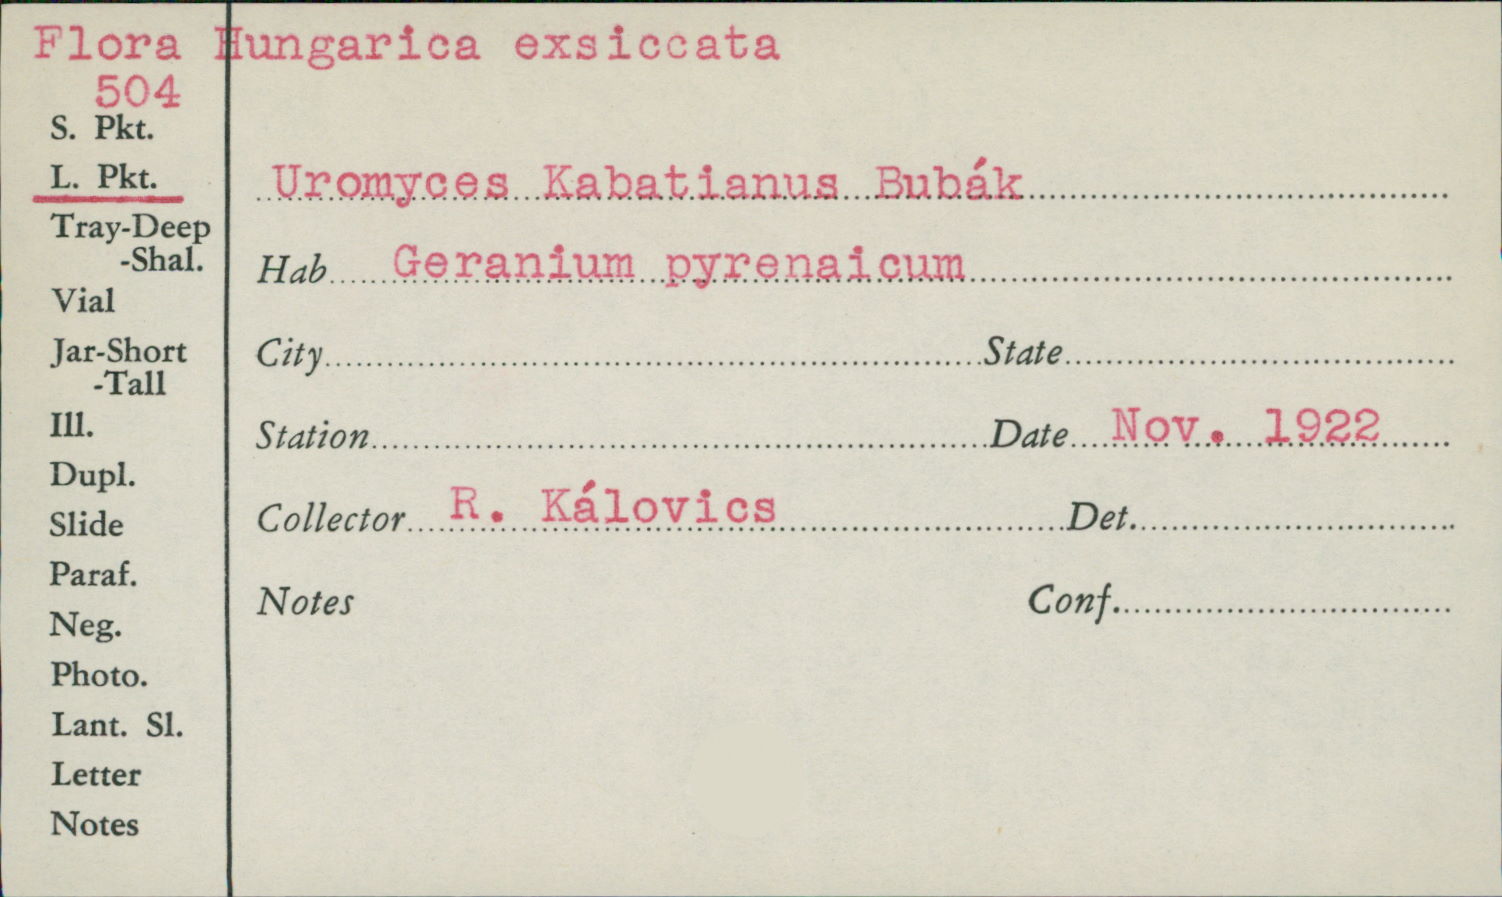 Flora Hungarica exsiccata
504
S. Pkt.
L. Pkt.
Tray-Deep
-Shal.
Vial
Jar-Short
-Tall
Ill.
Dupl.
Slide
Paraf.
Neg.
Photo.
Lant. Sl.
Letter
Notes
Uromyces Kabatianus Bubák
Hab. Geranium pyrenaicum
City State
Station Date Nov. 1922
Collector R. Kálovics Det.
Notes Conf.